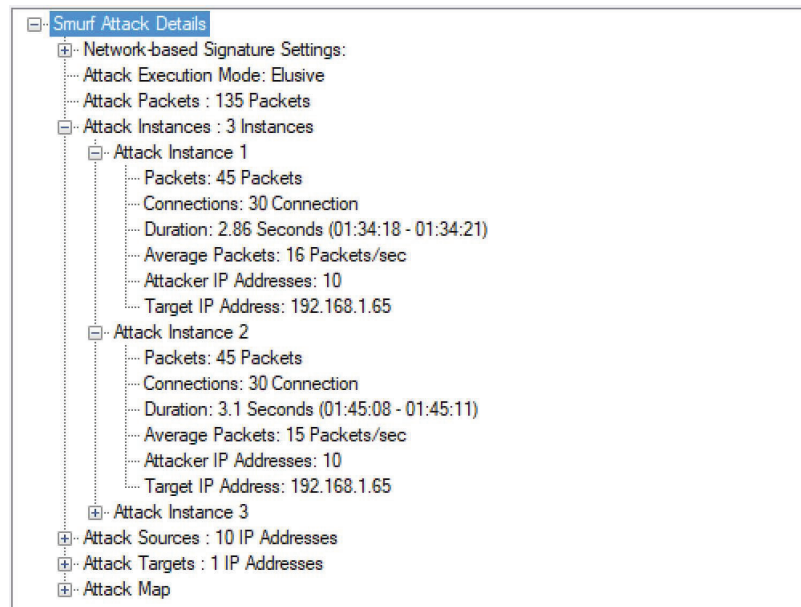 Smurf Attack Details
Network-based Signature Settings:
Attack Execution Mode: Elusive
Attack Packets : 135 Packets
Attack Instances : 3 Instances
Attack Instance 1
Packets: 45 Packets
Connections: 30 Connection
Duration: 2.86 Seconds (01:34:18 - 01:34:21)
Average Packets: 16 Packets/sec
Attacker IP Addresses: 10
Target IP Address: 192.168.1.65
Attack Instance 2
Packets: 45 Packets
Connections: 30 Connection
Duration: 3.1 Seconds (01:45:08 - 01:45:11)
Average Packets: 15 Packets/sec
Attacker IP Addresses: 10
Target IP Address: 192.168.1.65
Attack Instance 3
Attack Sources : 10 IP Addresses
Attack Targets : 1 IP Addresses
Attack Map